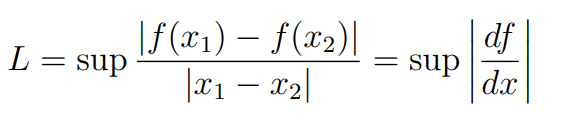 L = sup |f(x₁) − f(x₂)| / |x₁ − x₂| = sup |df/dx|